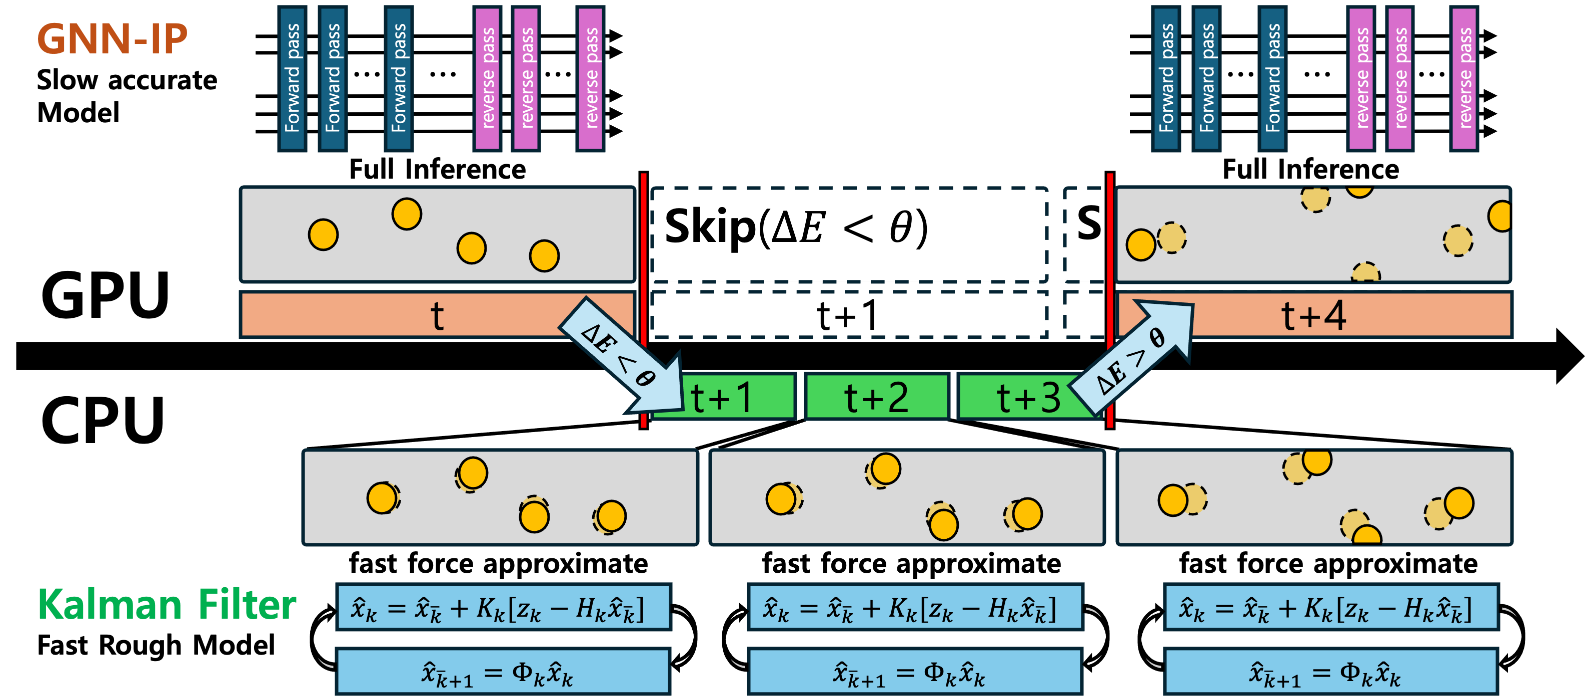 GNN-IP
Slow accurate
Model
Forward pass
Forward pass
...
Forward pass
...
reverse pass
reverse pass
...
reverse pass
Full Inference
Forward pass
Forward pass
...
Forward pass
...
reverse pass
reverse pass
...
reverse pass
Full Inference
Skip(ΔE < θ)
S
GPU
t
t+1
t+4
ΔE < θ
ΔE > θ
CPU
t+1
t+2
t+3
fast force approximate
fast force approximate
fast force approximate
Kalman Filter
Fast Rough Model
x̂_k = x̂_k̄ + K_k[z_k − H_k x̂_k̄]
x̂_k̄+1 = Φ_k x̂_k
x̂_k = x̂_k̄ + K_k[z_k − H_k x̂_k̄]
x̂_k̄+1 = Φ_k x̂_k
x̂_k = x̂_k̄ + K_k[z_k − H_k x̂_k̄]
x̂_k̄+1 = Φ_k x̂_k